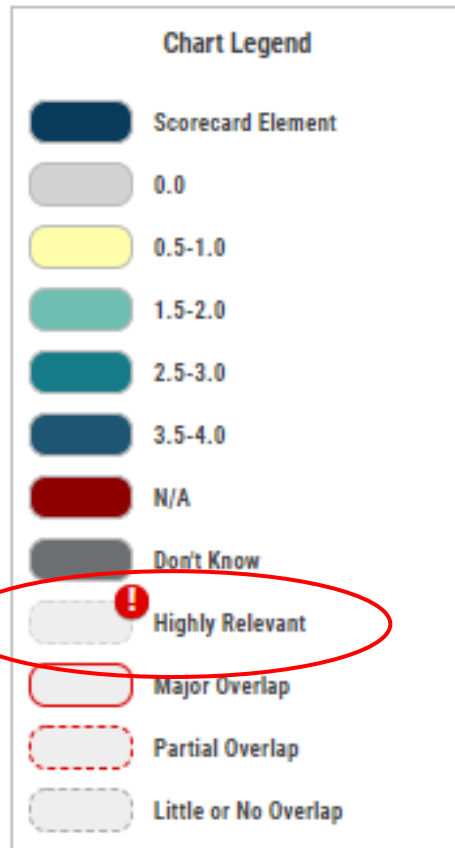 Chart Legend
Scorecard Element
0.0
0.5-1.0
1.5-2.0
2.5-3.0
3.5-4.0
N/A
Don't Know
!
Highly Relevant
Major Overlap
Partial Overlap
Little or No Overlap